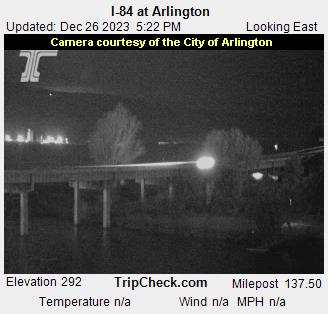 I-84 at Arlington
Updated: Dec 26 2023 5:22 PM Looking East
Camera courtesy of the City of Arlington
Elevation 292 TripCheck.com Milepost 137.50
Temperature n/a Wind n/a MPH n/a